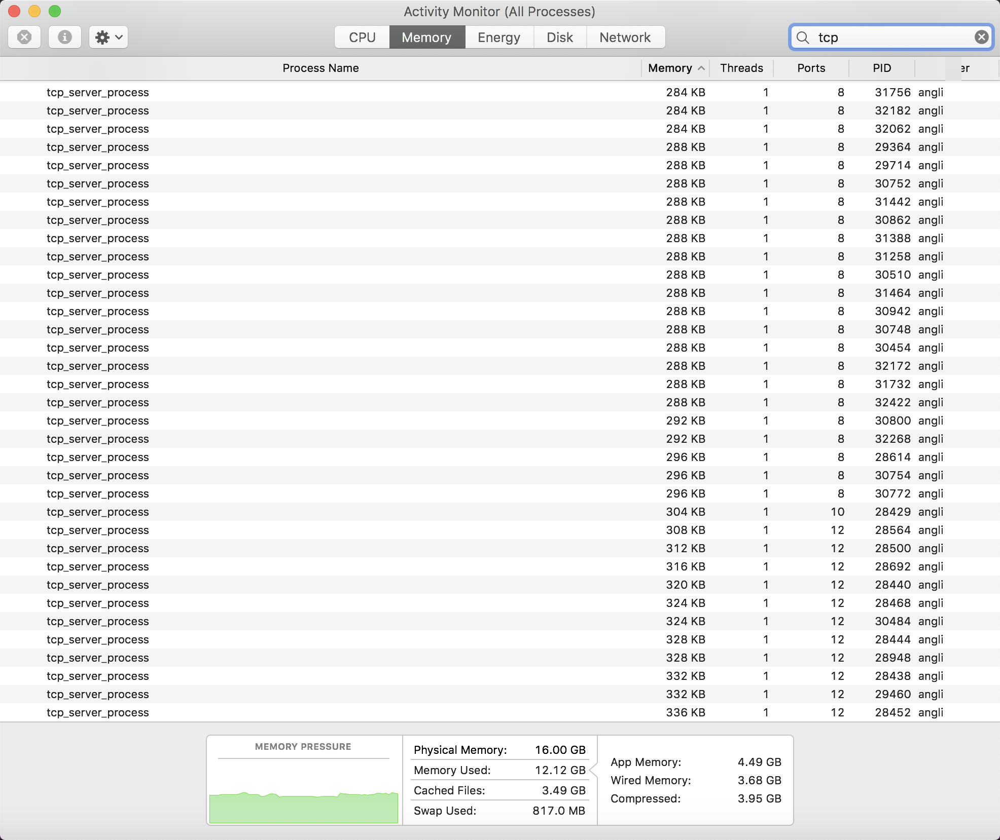 Activity Monitor (All Processes)
CPU Memory Energy Disk Network tcp
Process Name Memory Threads Ports PID er
tcp_server_process 284 KB 1 8 31756 angli
tcp_server_process 284 KB 1 8 32182 angli
tcp_server_process 284 KB 1 8 32062 angli
tcp_server_process 288 KB 1 8 29364 angli
tcp_server_process 288 KB 1 8 29714 angli
tcp_server_process 288 KB 1 8 30752 angli
tcp_server_process 288 KB 1 8 31442 angli
tcp_server_process 288 KB 1 8 30862 angli
tcp_server_process 288 KB 1 8 31388 angli
tcp_server_process 288 KB 1 8 31258 angli
tcp_server_process 288 KB 1 8 30510 angli
tcp_server_process 288 KB 1 8 31464 angli
tcp_server_process 288 KB 1 8 30942 angli
tcp_server_process 288 KB 1 8 30748 angli
tcp_server_process 288 KB 1 8 30454 angli
tcp_server_process 288 KB 1 8 32172 angli
tcp_server_process 288 KB 1 8 31732 angli
tcp_server_process 288 KB 1 8 32422 angli
tcp_server_process 292 KB 1 8 30800 angli
tcp_server_process 292 KB 1 8 32268 angli
tcp_server_process 296 KB 1 8 28614 angli
tcp_server_process 296 KB 1 8 30754 angli
tcp_server_process 296 KB 1 8 30772 angli
tcp_server_process 304 KB 1 10 28429 angli
tcp_server_process 308 KB 1 12 28564 angli
tcp_server_process 312 KB 1 12 28500 angli
tcp_server_process 316 KB 1 12 28692 angli
tcp_server_process 320 KB 1 12 28440 angli
tcp_server_process 324 KB 1 12 28468 angli
tcp_server_process 324 KB 1 12 30484 angli
tcp_server_process 328 KB 1 12 28444 angli
tcp_server_process 328 KB 1 12 28948 angli
tcp_server_process 332 KB 1 12 28438 angli
tcp_server_process 332 KB 1 12 29460 angli
tcp_server_process 336 KB 1 12 28452 angli
MEMORY PRESSURE
Physical Memory: 16.00 GB
Memory Used: 12.12 GB
Cached Files: 3.49 GB
Swap Used: 817.0 MB
App Memory: 4.49 GB
Wired Memory: 3.68 GB
Compressed: 3.95 GB